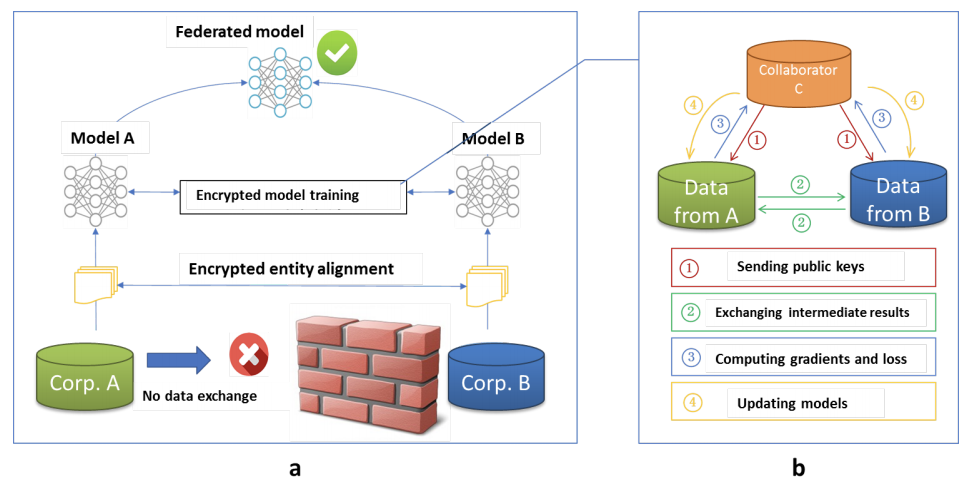 Federated model
Model A
Model B
Encrypted model training
Encrypted entity alignment
Corp. A
No data exchange
Corp. B
a
Collaborator
C
4
3
1
1
3
4
Data
from A
2
2
Data
from B
1 Sending public keys
2 Exchanging intermediate results
3 Computing gradients and loss
4 Updating models
b